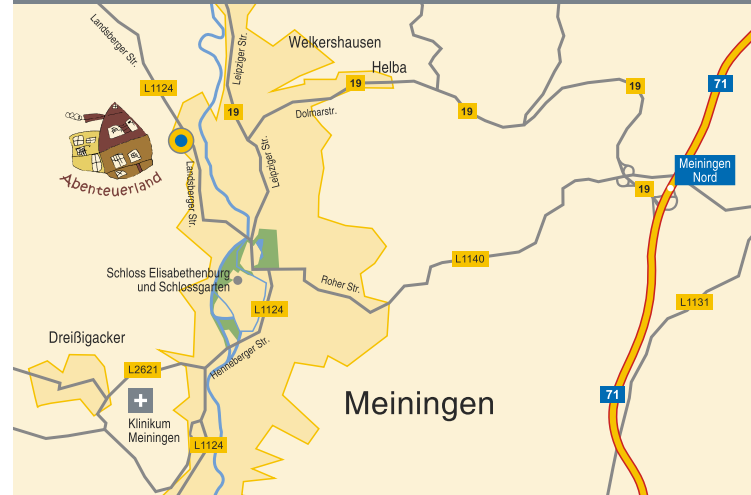 Landsberger Str.
Leipziger Str.
Welkershausen
Helba
71
L1124
19
19
19
19
Dolmarstr.
Abenteuerland
Landsberger Str.
Leipziger Str.
Meiningen
Nord
19
L1140
Schloss Elisabethenburg
und Schlossgarten
Roher Str.
L1124
L1131
Dreißigacker
Henneberger Str.
L2621
71
Meiningen
Klinikum
Meiningen
L1124